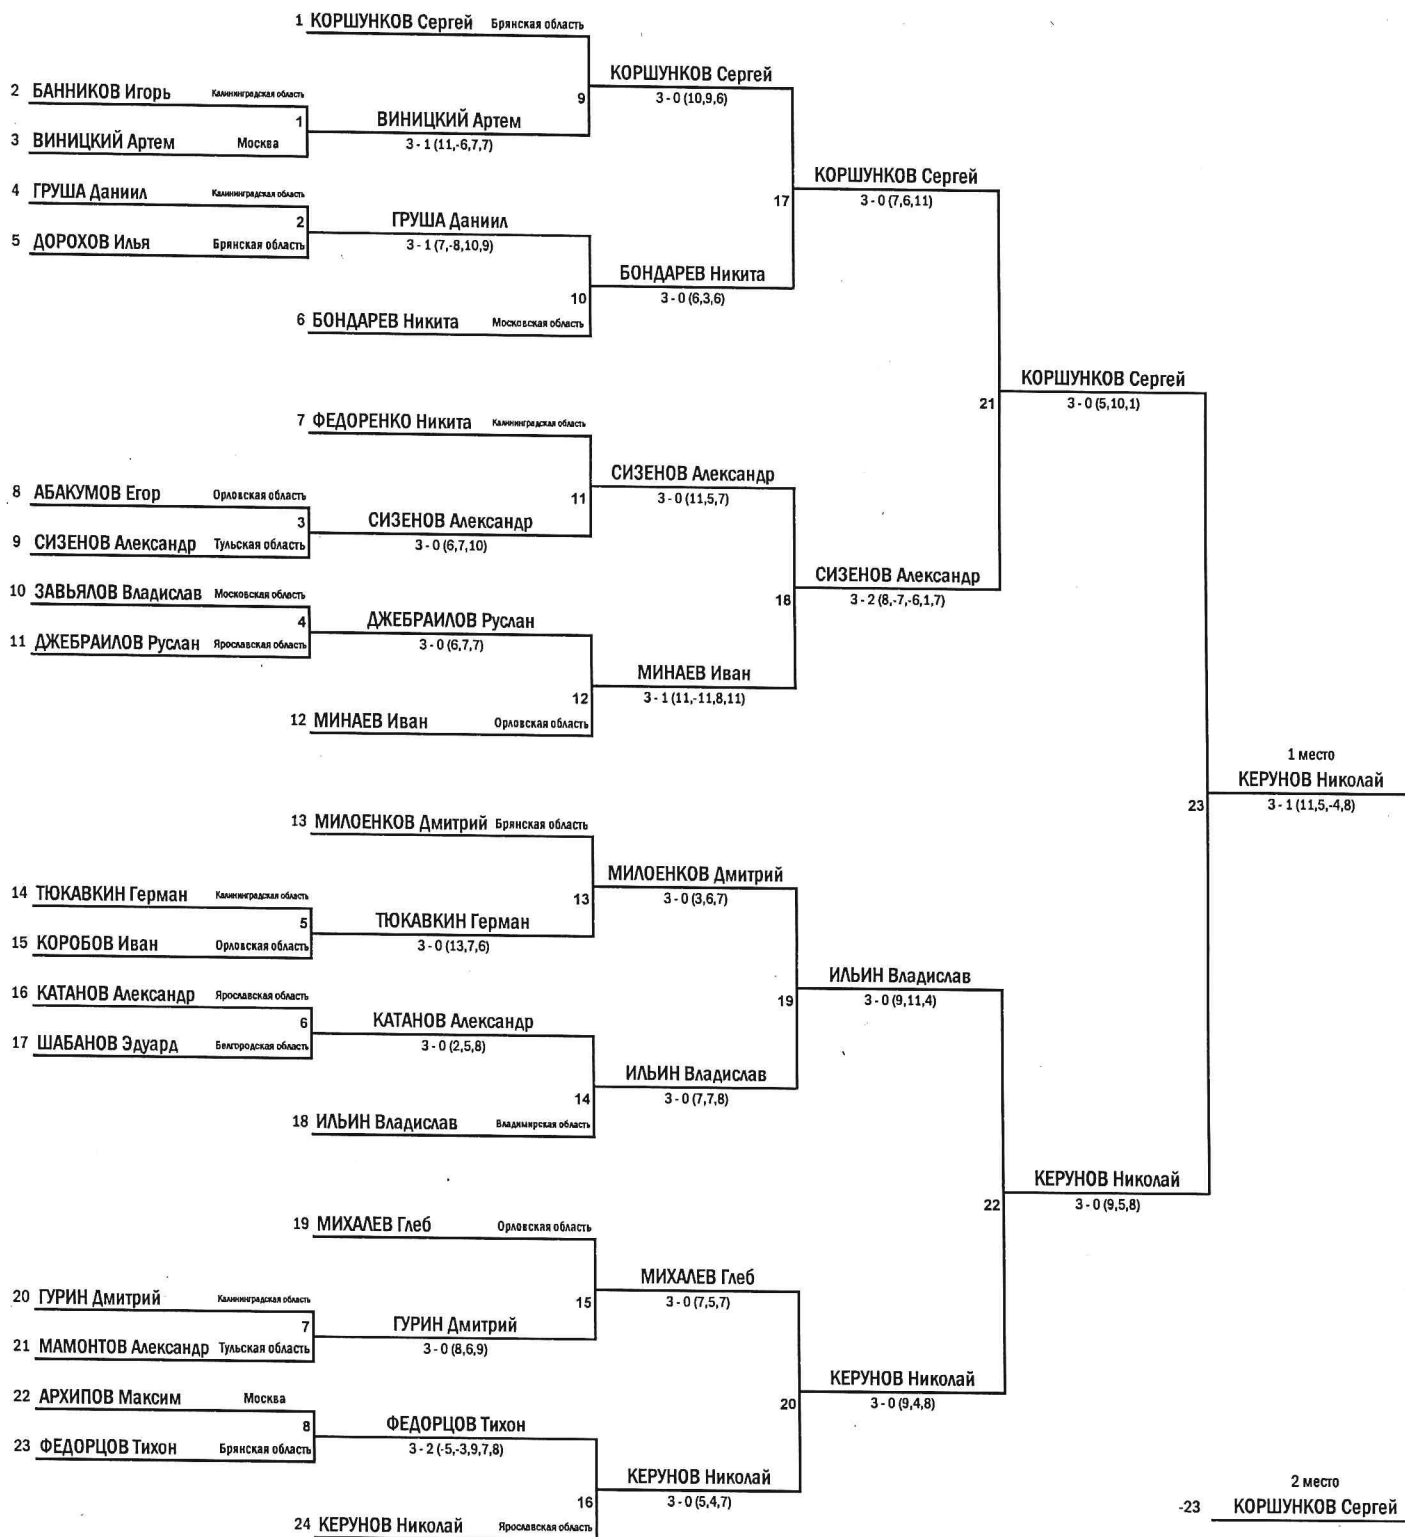 1 КОРШУНКОВ Сергей Брянская область
КОРШУНКОВ Сергей
2 БАННИКОВ Игорь Калининградская область
9
3 - 0 (10,9,6)
1
ВИНИЦКИЙ Артем
3 ВИНИЦКИЙ Артем Москва
3 - 1 (11,-6,7,7)
КОРШУНКОВ Сергей
4 ГРУША Даниил Калининградская область
17
3 - 0 (7,6,11)
2
ГРУША Даниил
5 ДОРОХОВ Илья Брянская область
3 - 1 (7,-8,10,9)
БОНДАРЕВ Никита
10
3 - 0 (6,3,6)
6 БОНДАРЕВ Никита Московская область
КОРШУНКОВ Сергей
21
3 - 0 (5,10,1)
7 ФЕДОРЕНКО Никита Калининградская область
СИЗЕНОВ Александр
8 АБАКУМОВ Егор Орловская область
11
3 - 0 (11,5,7)
3
СИЗЕНОВ Александр
9 СИЗЕНОВ Александр Тульская область
3 - 0 (6,7,10)
СИЗЕНОВ Александр
10 ЗАВЬЯЛОВ Владислав Московская область
18
3 - 2 (8,-7,-6,1,7)
4
ДЖЕБРАИЛОВ Руслан
11 ДЖЕБРАИЛОВ Руслан Ярославская область
3 - 0 (6,7,7)
МИНАЕВ Иван
12
3 - 1 (11,-11,8,11)
12 МИНАЕВ Иван Орловская область
1 место
КЕРУНОВ Николай
23
3 - 1 (11,5,-4,8)
13 МИЛОЕНКОВ Дмитрий Брянская область
МИЛОЕНКОВ Дмитрий
14 ТЮКАВКИН Герман Калининградская область
13
3 - 0 (3,6,7)
5
ТЮКАВКИН Герман
15 КОРОБОВ Иван Орловская область
3 - 0 (13,7,6)
ИЛЬИН Владислав
16 КАТАНОВ Александр Ярославская область
19
3 - 0 (9,11,4)
6
КАТАНОВ Александр
17 ШАБАНОВ Эдуард Белгородская область
3 - 0 (2,5,8)
ИЛЬИН Владислав
14
3 - 0 (7,7,8)
18 ИЛЬИН Владислав Владимирская область
КЕРУНОВ Николай
22
3 - 0 (9,5,8)
19 МИХАЛЕВ Глеб Орловская область
МИХАЛЕВ Глеб
20 ГУРИН Дмитрий Калининградская область
15
3 - 0 (7,5,7)
7
ГУРИН Дмитрий
21 МАМОНТОВ Александр Тульская область
3 - 0 (8,6,9)
КЕРУНОВ Николай
22 АРХИПОВ Максим Москва
20
3 - 0 (9,4,8)
8
ФЕДОРЦОВ Тихон
23 ФЕДОРЦОВ Тихон Брянская область
3 - 2 (-5,-3,9,7,8)
КЕРУНОВ Николай
16
3 - 0 (5,4,7)
24 КЕРУНОВ Николай Ярославская область
2 место
-23 КОРШУНКОВ Сергей